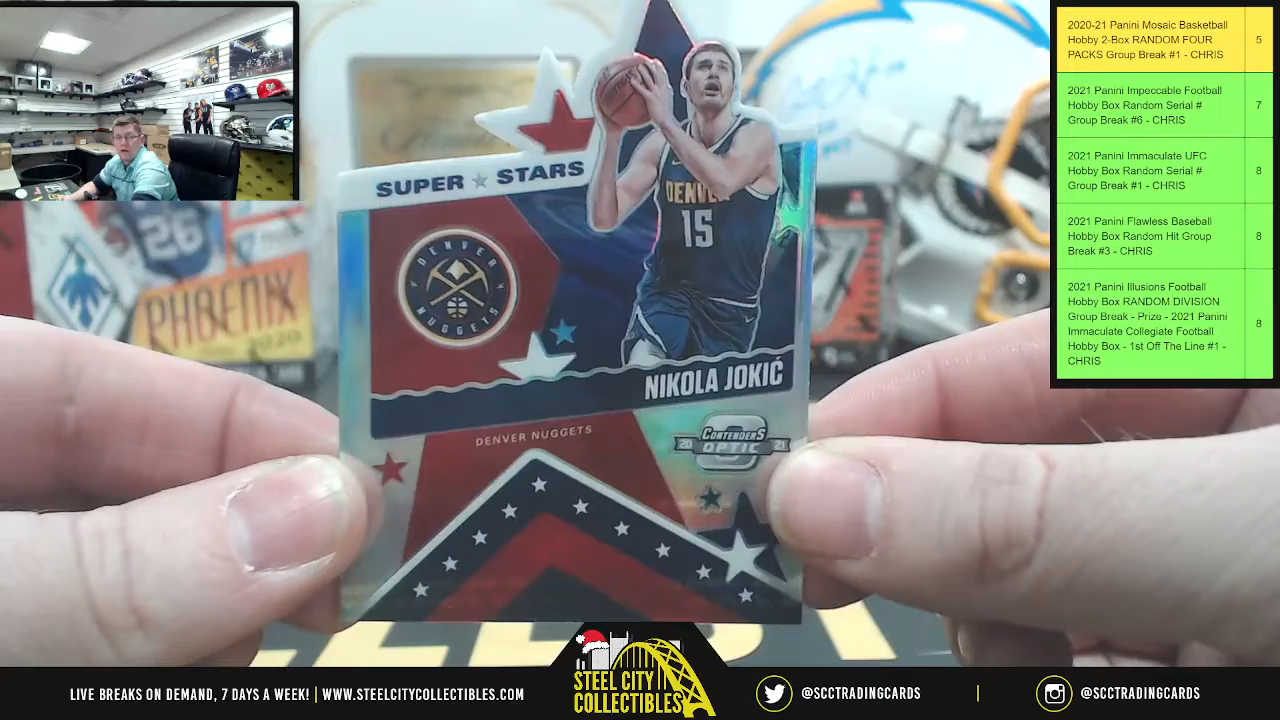 2020-21 Panini Mosaic Basketball
Hobby 2-Box RANDOM FOUR
PACKS Group Break #1 - CHRIS
5
2021 Panini Impeccable Football
Hobby Box Random Serial #
Group Break #6 - CHRIS
7
2021 Panini Immaculate UFC
Hobby Box Random Serial #
Group Break #1 - CHRIS
8
2021 Panini Flawless Baseball
Hobby Box Random Hit Group
Break #3 - CHRIS
8
2021 Panini Illusions Football
Hobby Box RANDOM DIVISION
Group Break - Prize - 2021 Panini
Immaculate Collegiate Football
Hobby Box - 1st Off The Line #1 -
CHRIS
8
SUPER STARS
DENVER
15
DENVER
NUGGETS
NIKOLA JOKIĆ
DENVER NUGGETS
CONTENDERS
20 OPTIC 21
26
PHOENIX
2020
LIVE BREAKS ON DEMAND, 7 DAYS A WEEK! | WWW.STEELCITYCOLLECTIBLES.COM
STEEL CITY
COLLECTIBLES
@SCCTRADINGCARDS
@SCCTRADINGCARDS